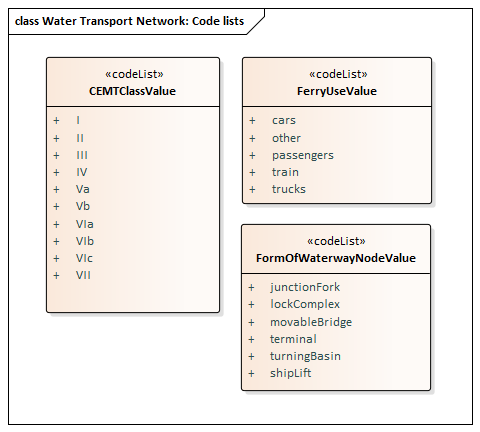 class Water Transport Network: Code lists
«codeList»
CEMTClassValue
+ I
+ II
+ III
+ IV
+ Va
+ Vb
+ VIa
+ VIb
+ VIc
+ VII
«codeList»
FerryUseValue
+ cars
+ other
+ passengers
+ train
+ trucks
«codeList»
FormOfWaterwayNodeValue
+ junctionFork
+ lockComplex
+ movableBridge
+ terminal
+ turningBasin
+ shipLift